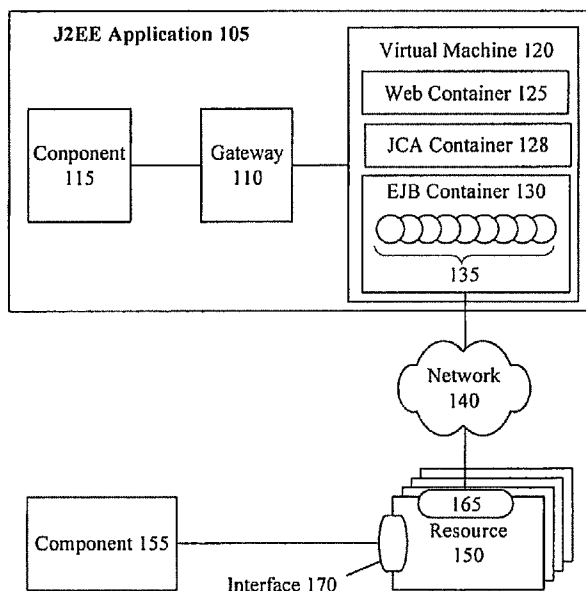 J2EE Application 105
Virtual Machine 120
Web Container 125
JCA Container 128
EJB Container 130
135
Conponent
115
Gateway
110
Network
140
165
Resource
150
Component 155
Interface 170